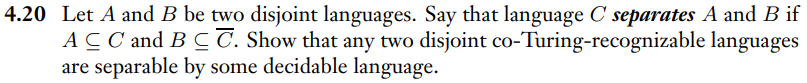 4.20 Let A and B be two disjoint languages. Say that language C separates A and B if
A ⊆ C and B ⊆ C̅. Show that any two disjoint co-Turing-recognizable languages
are separable by some decidable language.